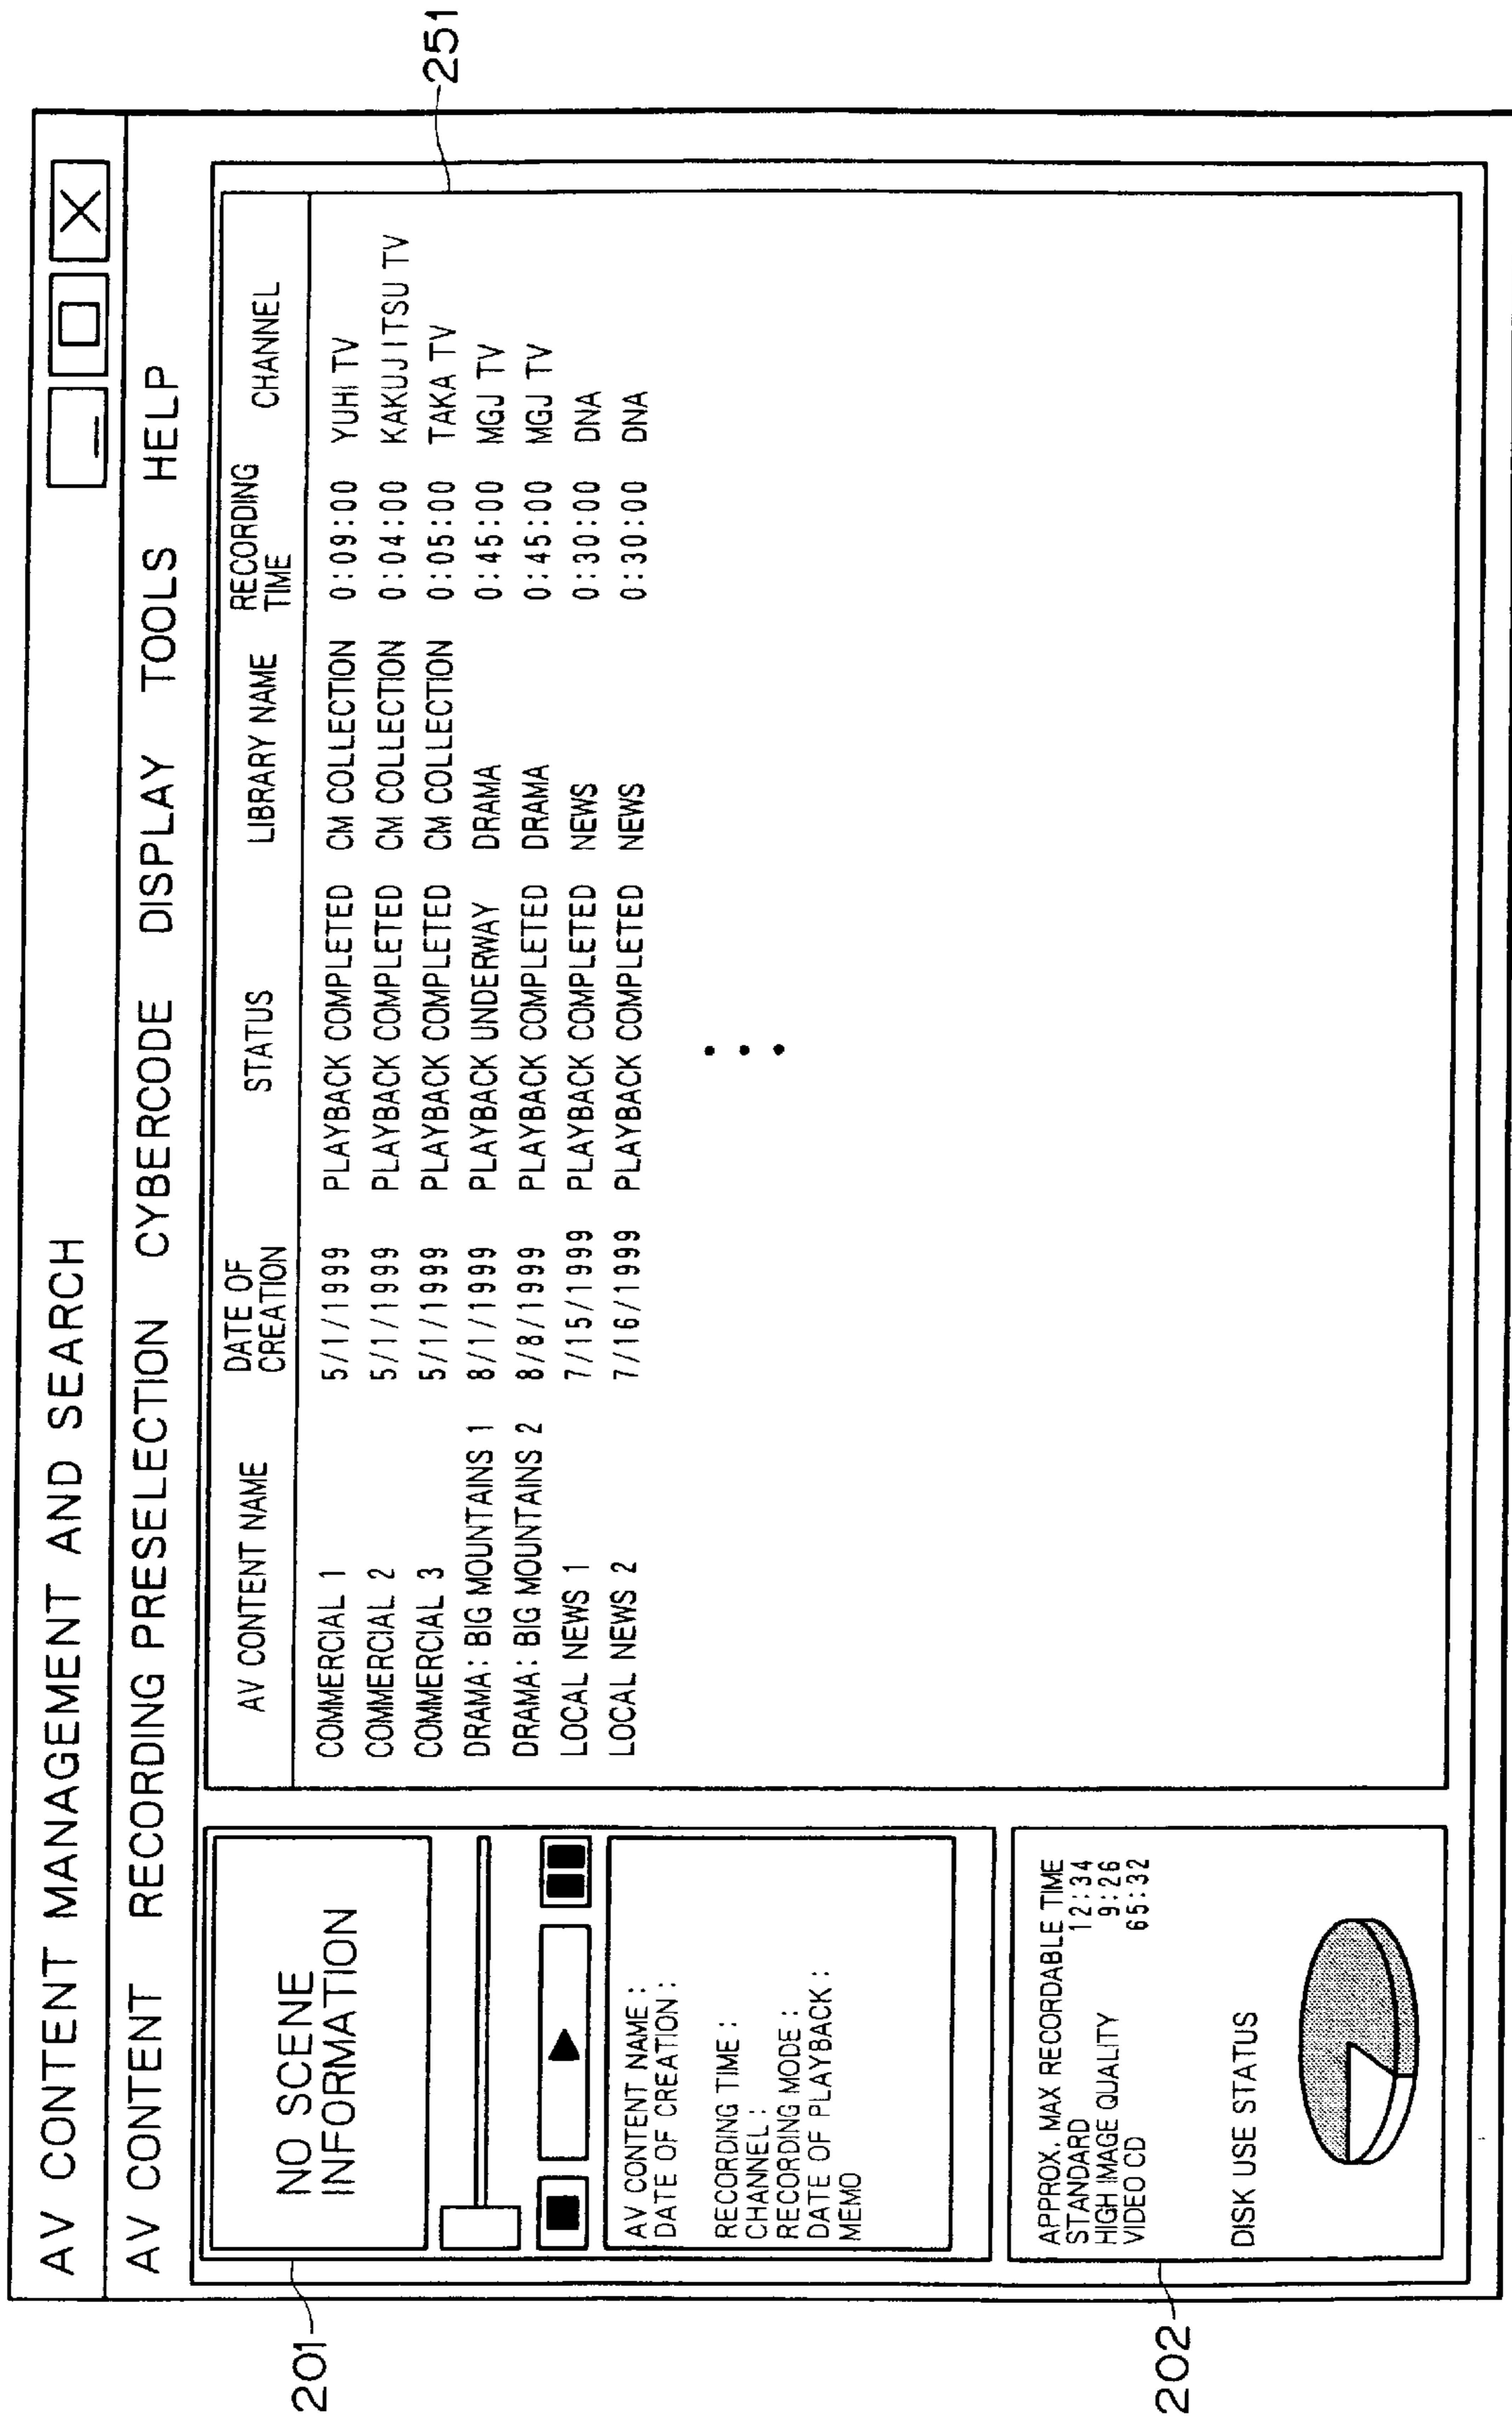 AV CONTENT MANAGEMENT AND SEARCH
AV CONTENT RECORDING PRESELECTION CYBERCODE DISPLAY TOOLS HELP
201
NO SCENE
INFORMATION
AV CONTENT NAME :
DATE OF CREATION :
RECORDING TIME :
CHANNEL :
RECORDING MODE :
DATE OF PLAYBACK :
MEMO
202
APPROX. MAX RECORDABLE TIME
STANDARD 12:34
HIGH IMAGE QUALITY 9:26
VIDEO CD 65:32
DISK USE STATUS
251
AV CONTENT NAME DATE OF CREATION STATUS LIBRARY NAME RECORDING TIME CHANNEL
COMMERCIAL 1 5/1/1999 PLAYBACK COMPLETED CM COLLECTION 0:09:00 YUHI TV
COMMERCIAL 2 5/1/1999 PLAYBACK COMPLETED CM COLLECTION 0:04:00 KAKUJITSU TV
COMMERCIAL 3 5/1/1999 PLAYBACK COMPLETED CM COLLECTION 0:05:00 TAKA TV
DRAMA: BIG MOUNTAINS 1 8/1/1999 PLAYBACK UNDERWAY DRAMA 0:45:00 MGJ TV
DRAMA: BIG MOUNTAINS 2 8/8/1999 PLAYBACK COMPLETED DRAMA 0:45:00 MGJ TV
LOCAL NEWS 1 7/15/1999 PLAYBACK COMPLETED NEWS 0:30:00 DNA
LOCAL NEWS 2 7/16/1999 PLAYBACK COMPLETED NEWS 0:30:00 DNA